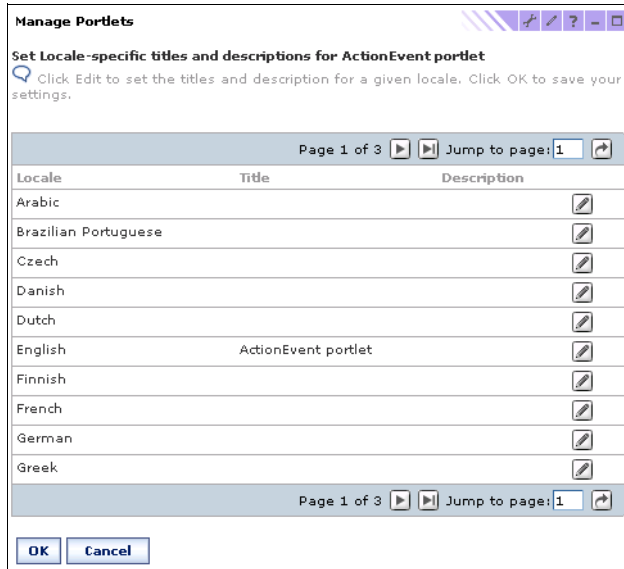 Manage Portlets
?
Set Locale-specific titles and descriptions for ActionEvent portlet
Click Edit to set the titles and description for a given locale. Click OK to save your
settings.
Page 1 of 3 Jump to page: 1
Locale Title Description
Arabic
Brazilian Portuguese
Czech
Danish
Dutch
English ActionEvent portlet
Finnish
French
German
Greek
Page 1 of 3 Jump to page: 1
OK Cancel